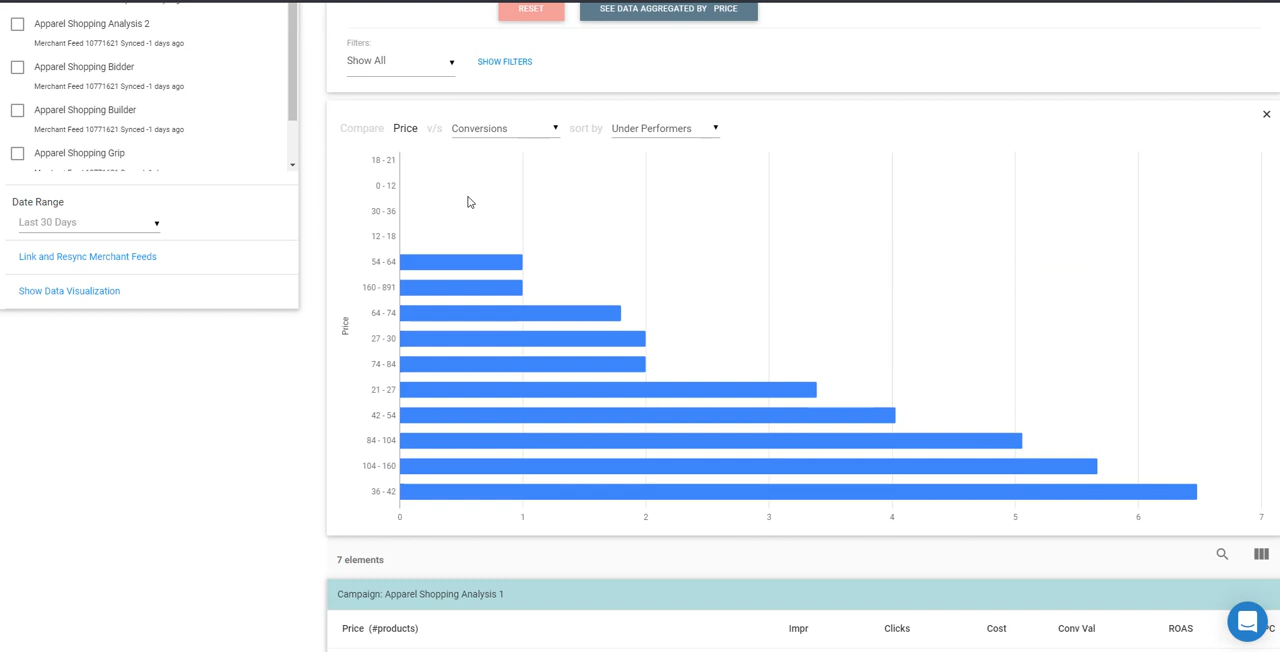 Apparel Shopping Analysis 2
Merchant Feed 10771621 Synced -1 days ago
Apparel Shopping Bidder
Merchant Feed 10771621 Synced -1 days ago
Apparel Shopping Builder
Merchant Feed 10771621 Synced -1 days ago
Apparel Shopping Grip
Date Range
Last 30 Days
Link and Resync Merchant Feeds
Show Data Visualization
RESET SEE DATA AGGREGATED BY PRICE
Filters:
Show All SHOW FILTERS
Compare Price v/s Conversions sort by Under Performers
18 - 21
0 - 12
30 - 36
12 - 18
54 - 64
160 - 891
64 - 74
27 - 30
74 - 84
21 - 27
42 - 54
84 - 104
104 - 160
36 - 42
Price
0 1 2 3 4 5 6 7
7 elements
Campaign: Apparel Shopping Analysis 1
Price (#products) Impr Clicks Cost Conv Val ROAS